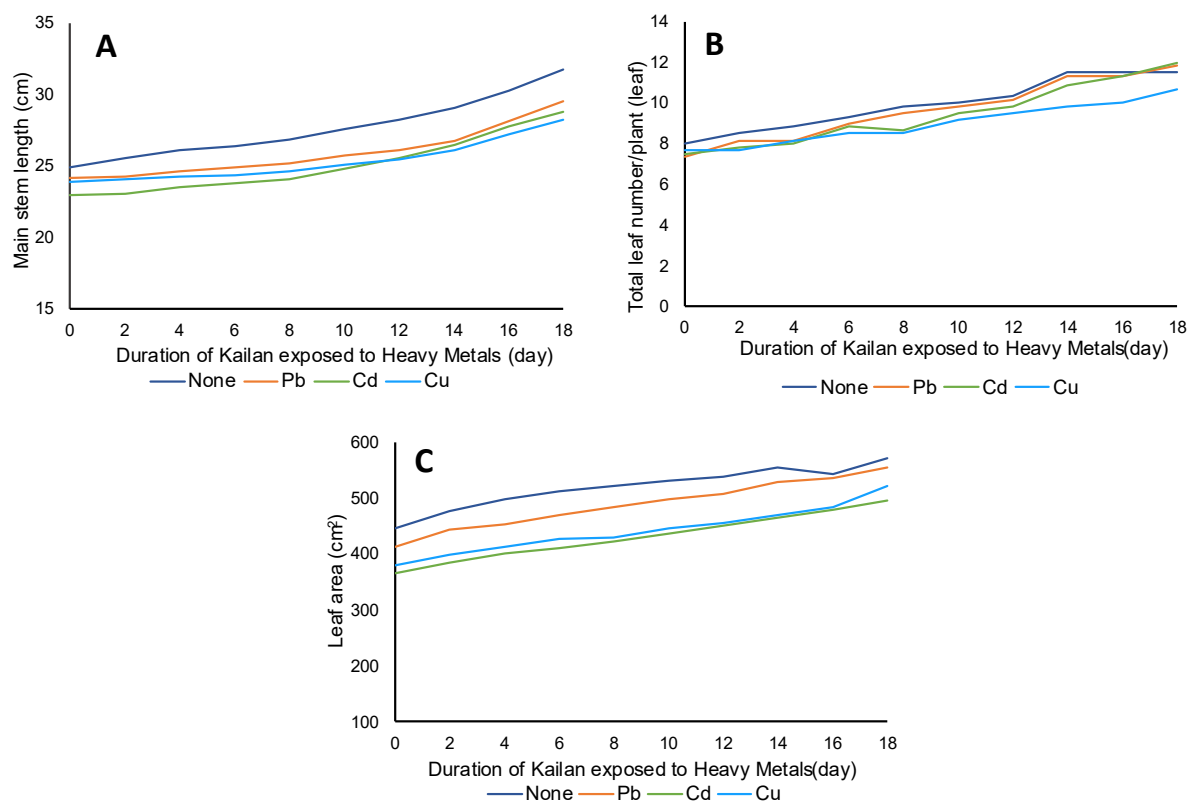 A
Main stem length (cm)
35
30
25
20
15
0 2 4 6 8 10 12 14 16 18
Duration of Kailan exposed to Heavy Metals (day)
None Pb Cd Cu
B
Total leaf number/plant (leaf)
14
12
10
8
6
4
2
0
0 2 4 6 8 10 12 14 16 18
Duration of Kailan exposed to Heavy Metals(day)
None Pb Cd Cu
C
Leaf area (cm²)
600
500
400
300
200
100
0 2 4 6 8 10 12 14 16 18
Duration of Kailan exposed to Heavy Metals(day)
None Pb Cd Cu